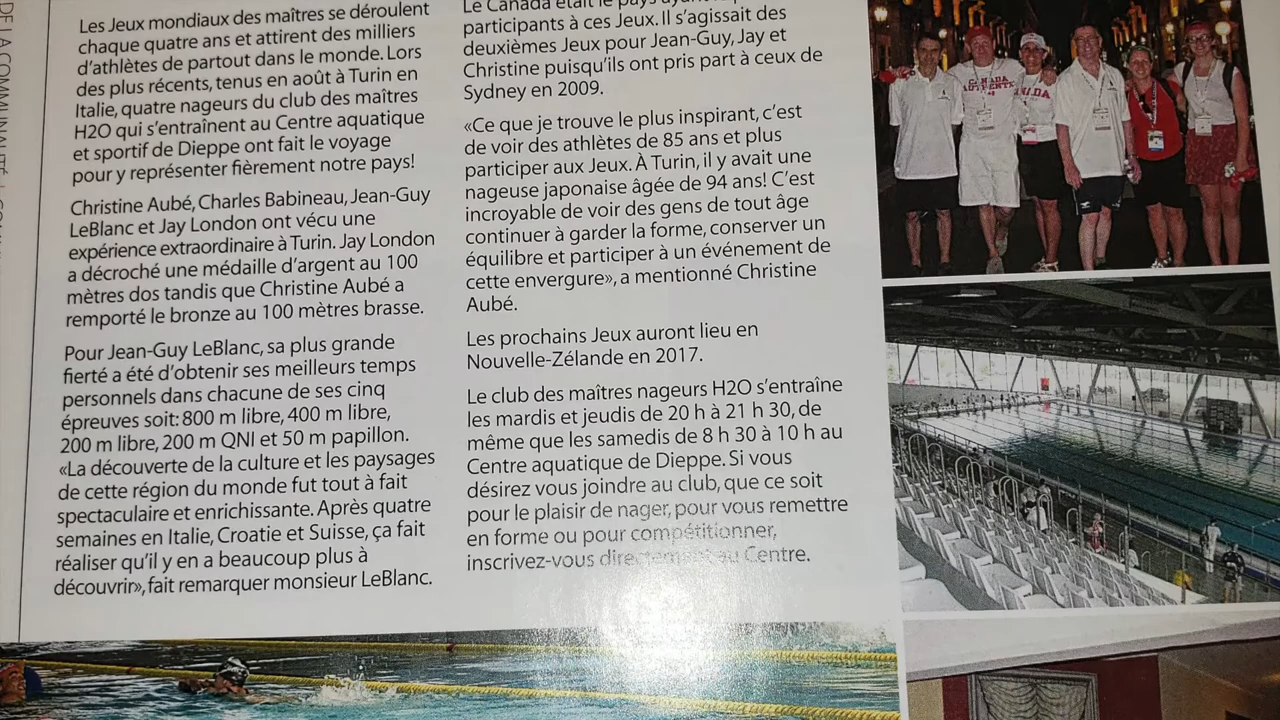 DE LA COMMUNAUTÉ
Les Jeux mondiaux des maîtres se déroulent
chaque quatre ans et attirent des milliers
d'athlètes de partout dans le monde. Lors
des plus récents, tenus en août à Turin en
Italie, quatre nageurs du club des maîtres
H2O qui s'entraînent au Centre aquatique
et sportif de Dieppe ont fait le voyage
pour y représenter fièrement notre pays!
Christine Aubé, Charles Babineau, Jean-Guy
LeBlanc et Jay London ont vécu une
expérience extraordinaire à Turin. Jay London
a décroché une médaille d'argent au 100
mètres dos tandis que Christine Aubé a
remporté le bronze au 100 mètres brasse.
Pour Jean-Guy LeBlanc, sa plus grande
fierté a été d'obtenir ses meilleurs temps
personnels dans chacune de ses cinq
épreuves soit: 800 m libre, 400 m libre,
200 m libre, 200 m QNI et 50 m papillon.
«La découverte de la culture et les paysages
de cette région du monde fut tout à fait
spectaculaire et enrichissante. Après quatre
semaines en Italie, Croatie et Suisse, ça fait
réaliser qu'il y en a beaucoup plus à
découvrir», fait remarquer monsieur LeBlanc.
Le Canada était le pays
participants à ces Jeux. Il s'agissait des
deuxièmes Jeux pour Jean-Guy, Jay et
Christine puisqu'ils ont pris part à ceux de
Sydney en 2009.
«Ce que je trouve le plus inspirant, c'est
de voir des athlètes de 85 ans et plus
participer aux Jeux. À Turin, il y avait une
nageuse japonaise âgée de 94 ans! C'est
incroyable de voir des gens de tout âge
continuer à garder la forme, conserver un
équilibre et participer à un événement de
cette envergure», a mentionné Christine
Aubé.
Les prochains Jeux auront lieu en
Nouvelle-Zélande en 2017.
Le club des maîtres nageurs H2O s'entraîne
les mardis et jeudis de 20 h à 21 h 30, de
même que les samedis de 8 h 30 à 10 h au
Centre aquatique de Dieppe. Si vous
désirez vous joindre au club, que ce soit
pour le plaisir de nager, pour vous remettre
en forme ou pour compétitionner,
inscrivez-vous directement au Centre.
CANADA